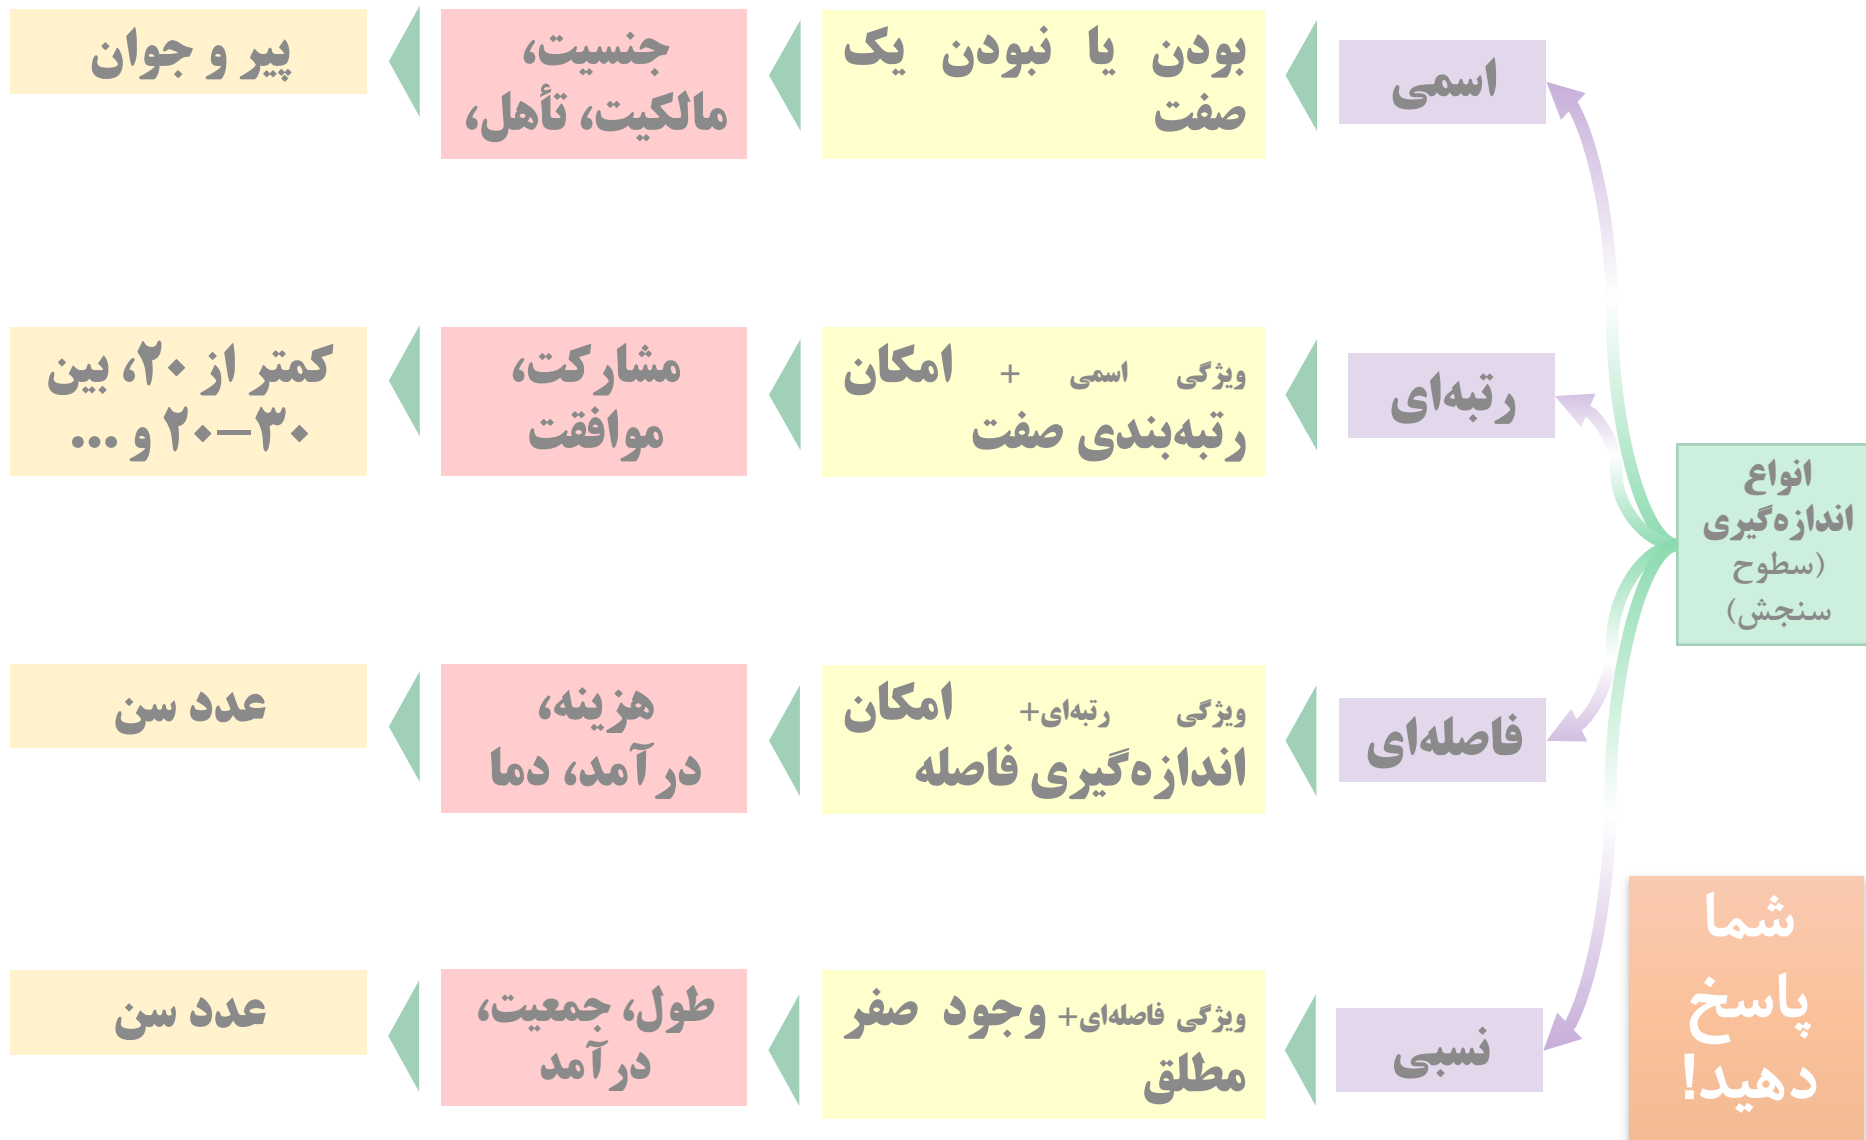 انواع
اندازه‌گیری
(سطوح
سنجش)
اسمی
بودن یا نبودن یک
صفت
جنسیت،
مالکیت، تأهل،
پیر و جوان
رتبه‌ای
ویژگی اسمی + امکان
رتبه‌بندی صفت
مشارکت،
موافقت
کمتر از ۲۰، بین
۲۰-۳۰ و ...
فاصله‌ای
ویژگی رتبه‌ای+ امکان
اندازه‌گیری فاصله
هزینه،
درآمد، دما
عدد سن
نسبی
ویژگی فاصله‌ای+ وجود صفر
مطلق
طول، جمعیت،
درآمد
عدد سن
شما
پاسخ
دهید!